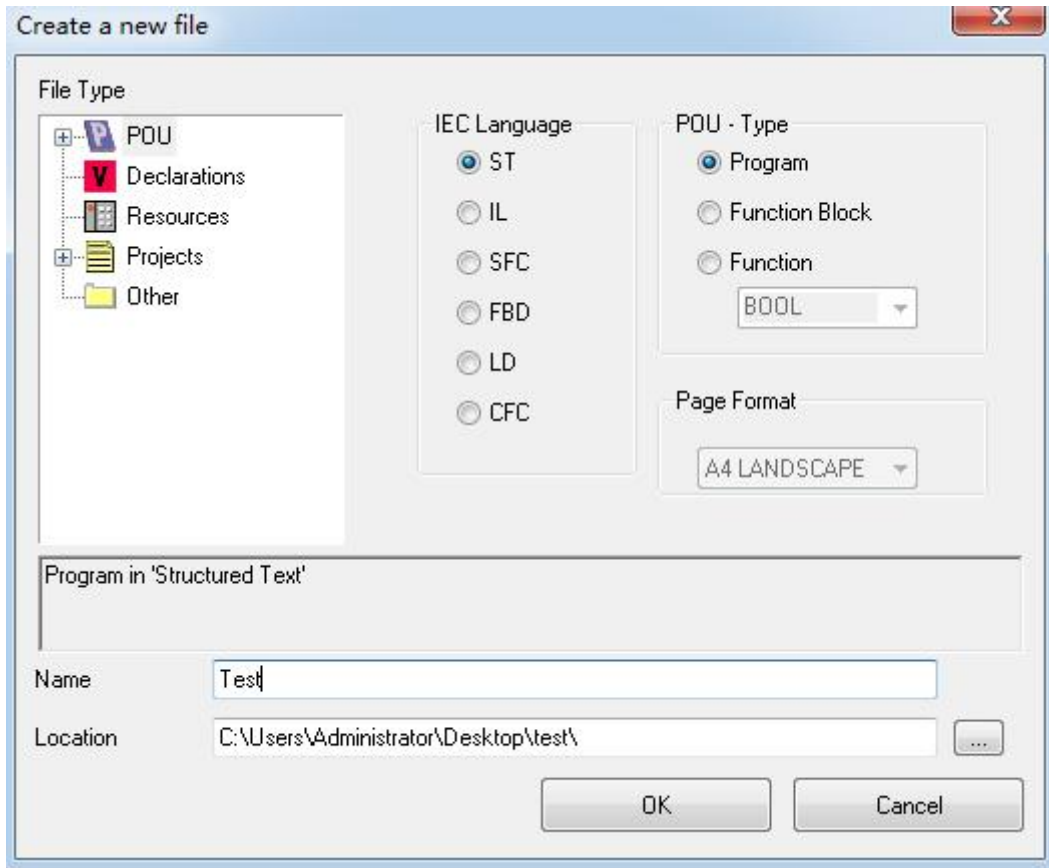 Create a new file
File Type
POU
Declarations
Resources
Projects
Other
IEC Language
ST
IL
SFC
FBD
LD
CFC
POU - Type
Program
Function Block
Function
BOOL
Page Format
A4 LANDSCAPE
Program in 'Structured Text'
Name Test
Location C:\Users\Administrator\Desktop\test\ ...
OK Cancel